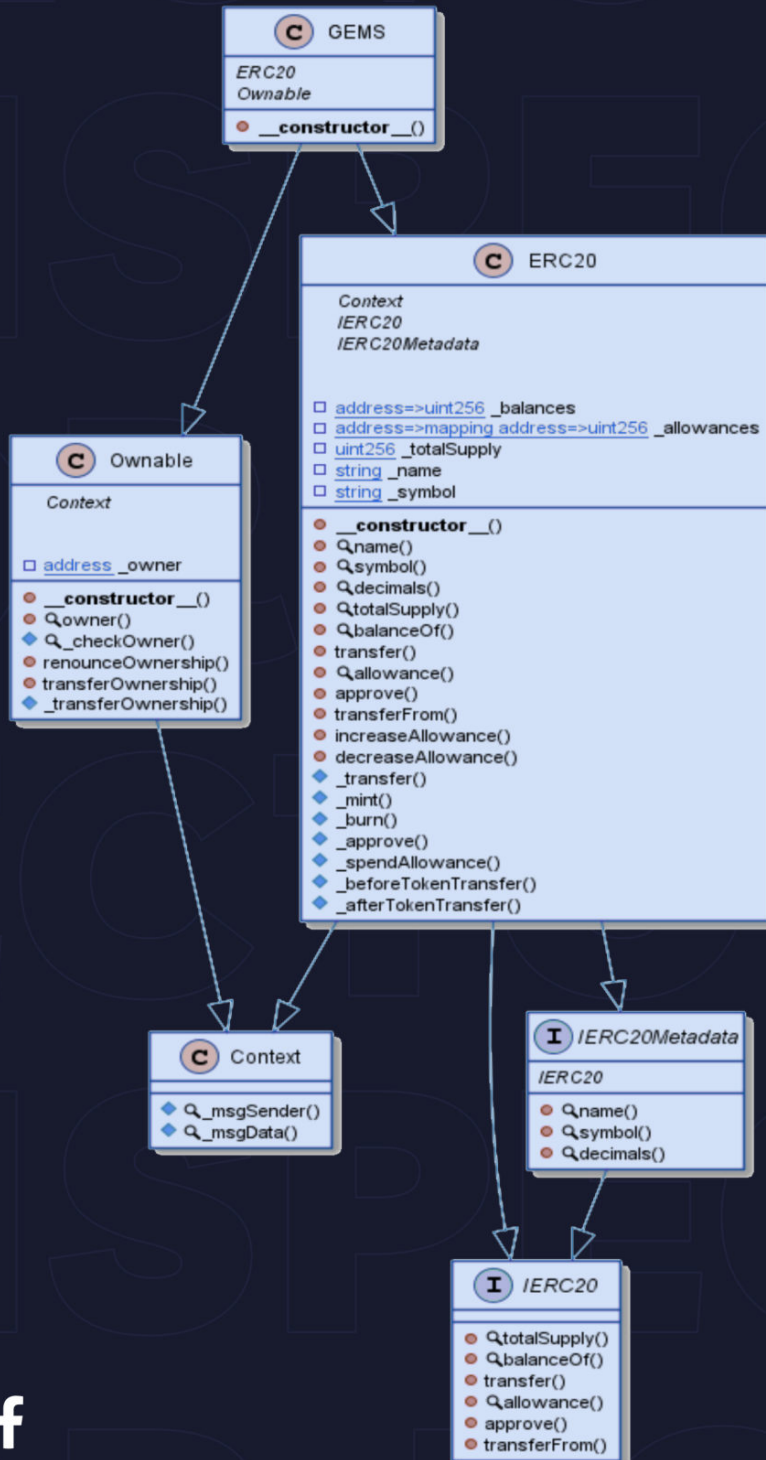 C GEMS
ERC20
Ownable
__constructor__()
C ERC20
Context
IERC20
IERC20Metadata
address=>uint256 _balances
address=>mapping address=>uint256 _allowances
uint256 _totalSupply
string _name
string _symbol
__constructor__()
name()
symbol()
decimals()
totalSupply()
balanceOf()
transfer()
allowance()
approve()
transferFrom()
increaseAllowance()
decreaseAllowance()
_transfer()
_mint()
_burn()
_approve()
_spendAllowance()
_beforeTokenTransfer()
_afterTokenTransfer()
C Ownable
Context
address _owner
__constructor__()
owner()
_checkOwner()
renounceOwnership()
transferOwnership()
_transferOwnership()
C Context
_msgSender()
_msgData()
I IERC20Metadata
IERC20
name()
symbol()
decimals()
I IERC20
totalSupply()
balanceOf()
transfer()
allowance()
approve()
transferFrom()
f